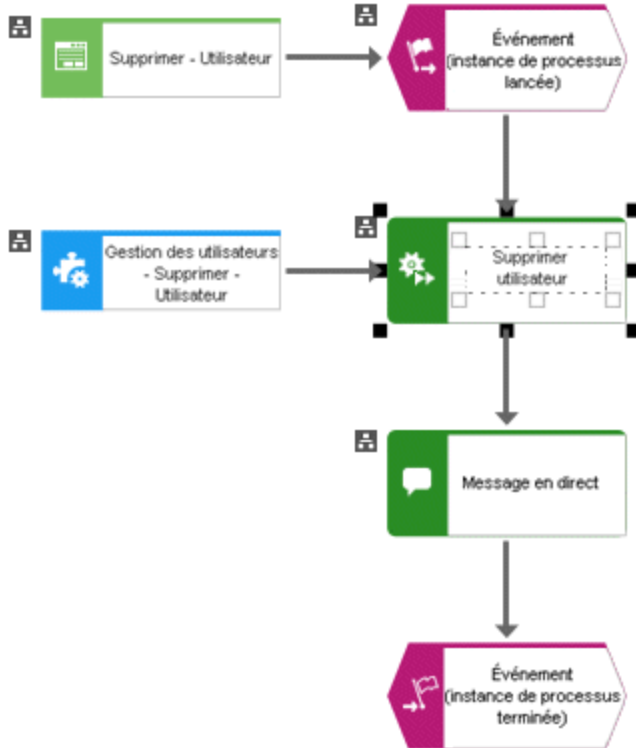 Supprimer - Utilisateur
Événement
(instance de processus
lancée)
Gestion des utilisateurs
- Supprimer -
Utilisateur
Supprimer
utilisateur
Message en direct
Événement
(instance de processus
terminée)